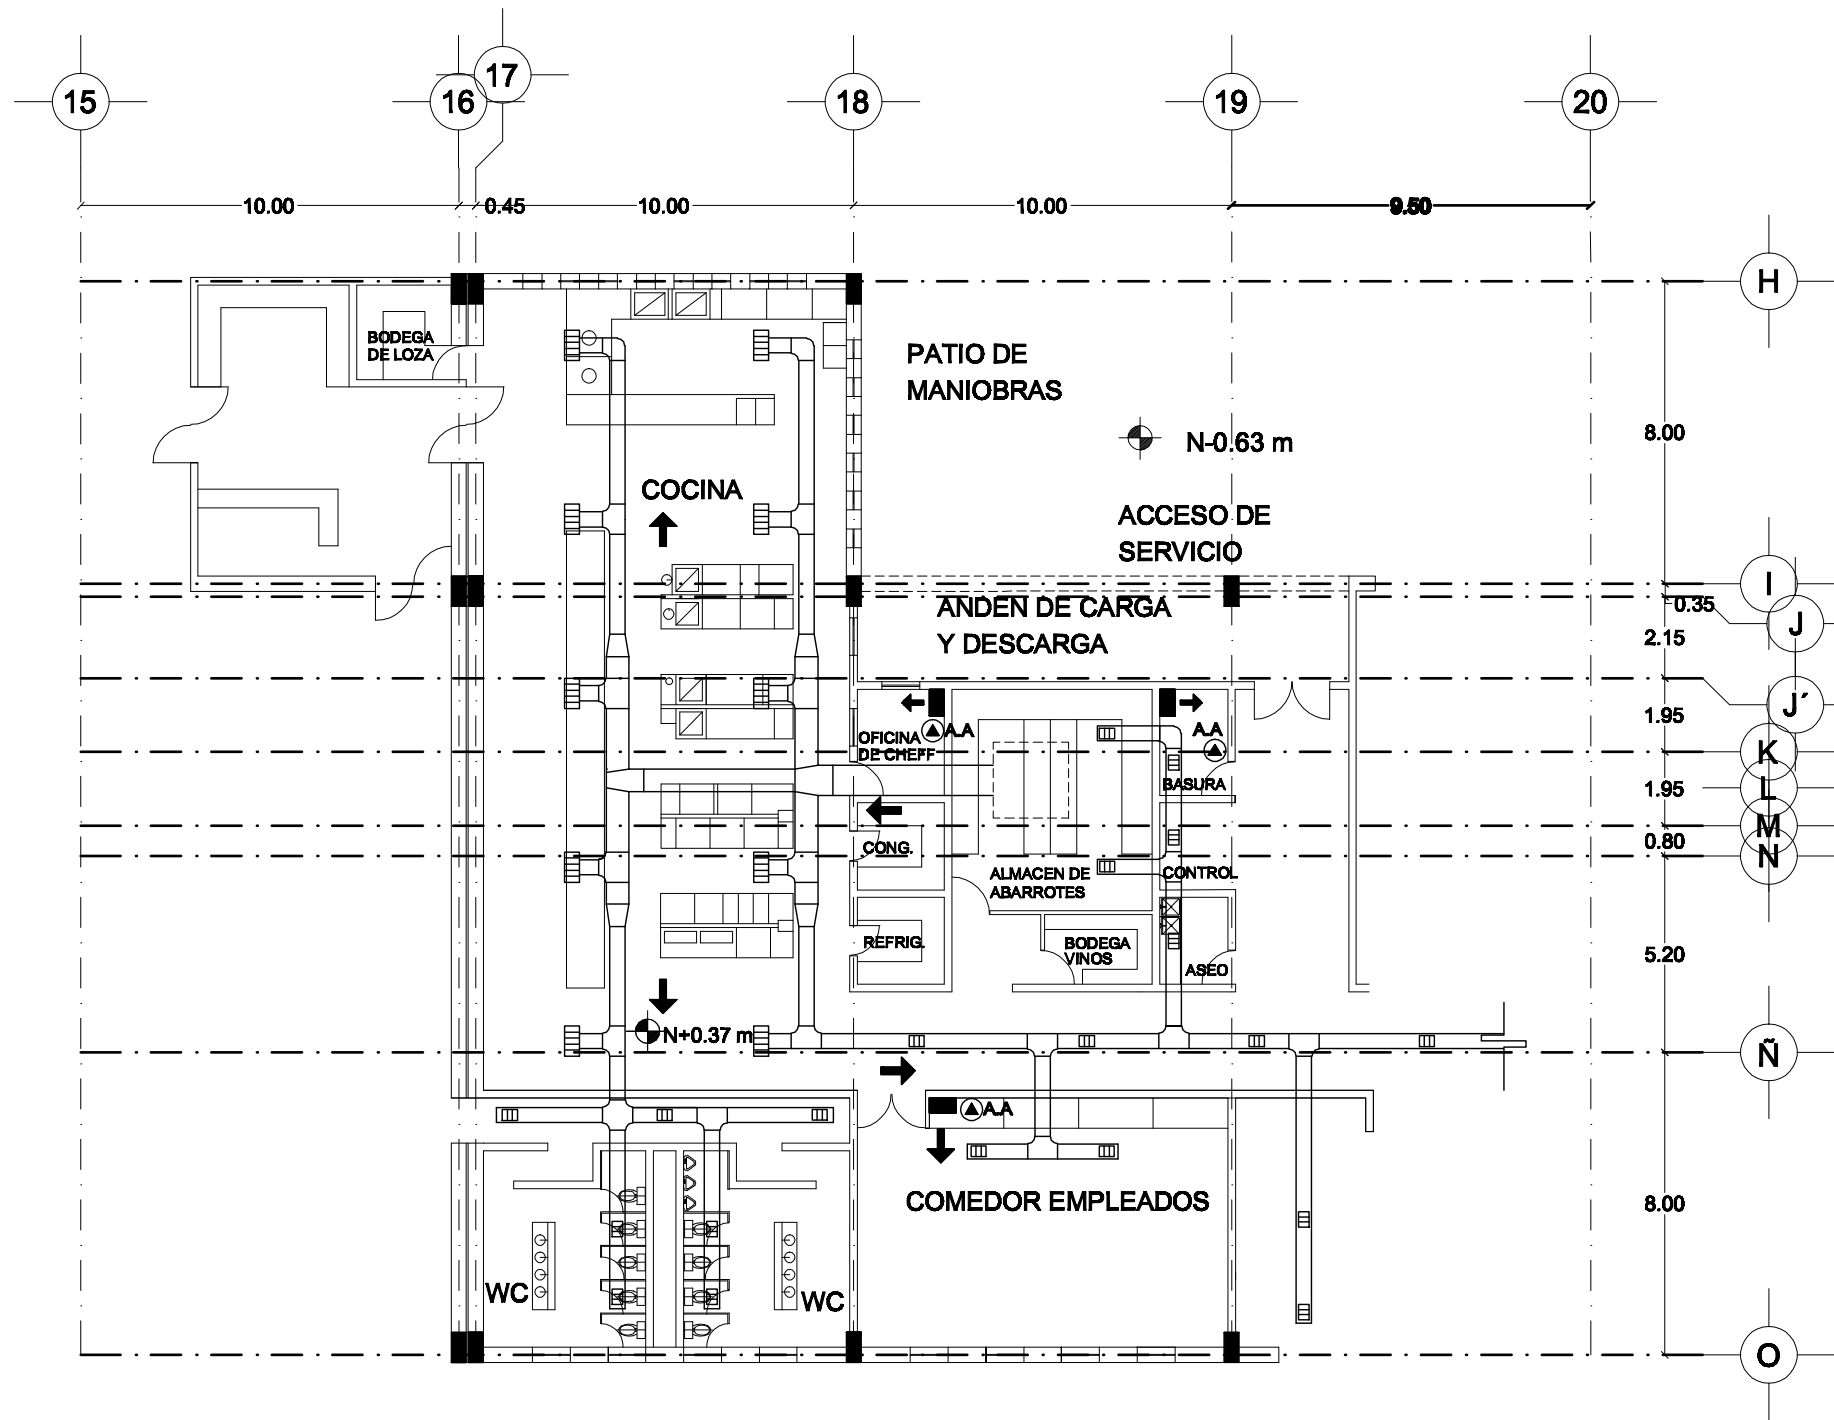 17
15
16
18
19
20
10.00
0.45
10.00
10.00
9.50
H
BODEGA
DE LOZA
PATIO DE
MANIOBRAS
8.00
N-0.63 m
COCINA
ACCESO DE
SERVICIO
I
0.35
J
ANDEN DE CARGA
Y DESCARGA
2.15
J´
1.95
OFICINA
DE CHEFF
A.A
A.A
K
BASURA
1.95
L
M
0.80
CONG.
N
ALMACEN DE
ABARROTES
CONTROL
REFRIG.
BODEGA
VINOS
5.20
ASEO
N+0.37 m
Ñ
A.A
COMEDOR EMPLEADOS
8.00
WC
WC
O